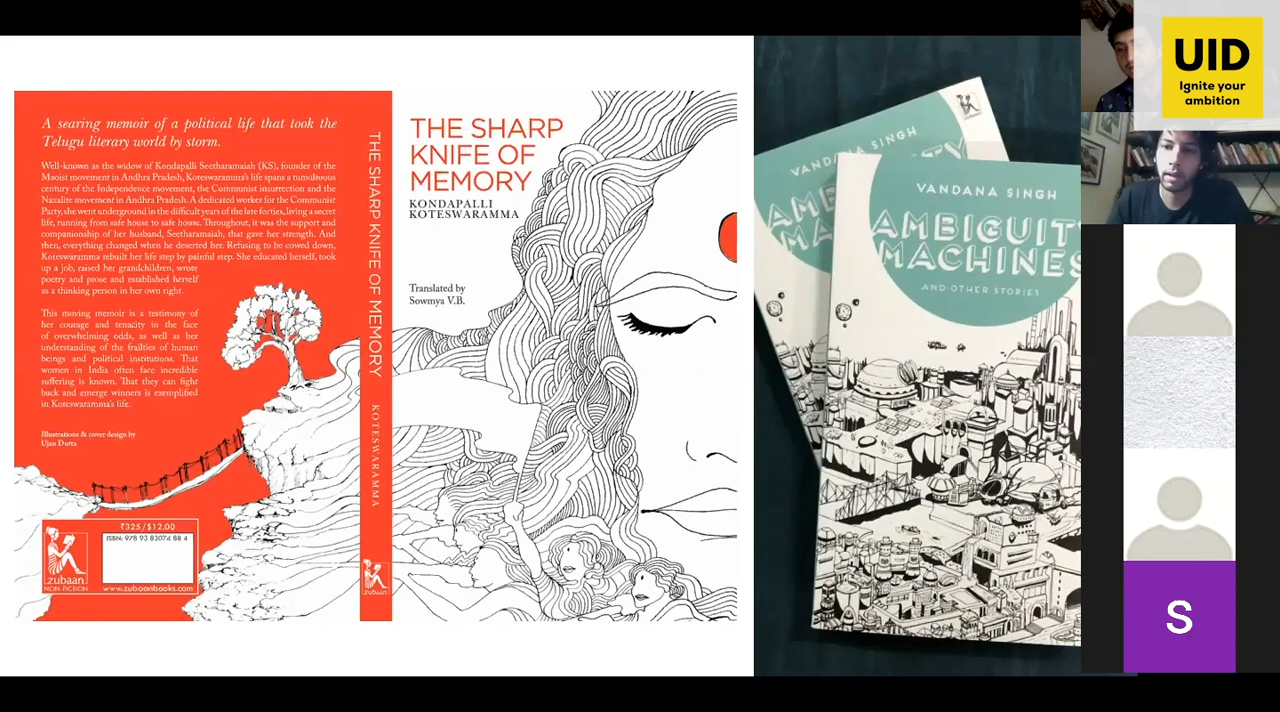 A searing memoir of a political life that took the
Telugu literary world by storm.
Well-known as the widow of Kondapalli Seetharamaiah (KS), founder of the
Maoist movement in Andhra Pradesh, Koteswaramma's life spans a tumultuous
century of the Independence movement, the Communist insurrection and the
Naxalite movement in Andhra Pradesh. A dedicated worker for the Communist
Party, she went underground in the difficult years of the late forties, living a secret
life, running from safe house to safe house. Throughout, it was the support and
companionship of her husband, Seetharamaiah, that gave her strength. And
then, everything changed when he deserted her. Refusing to be cowed down,
Koteswaramma rebuilt her life step by painful step. She educated herself, took
up a job, raised her grandchildren, wrote
poetry and prose and established herself
as a thinking person in her own right.
This moving memoir is a testimony of
her courage and tenacity in the face
of overwhelming odds, as well as her
understanding of the frailties of human
beings and political institutions. That
women in India often face incredible
suffering is known. That they can fight
back and emerge winners is exemplified
in Koteswaramma's life.
Illustrations & cover design by
Ujan Dutta
₹325/$12.00
ISBN: 978 93 83074 88 4
zubaan
NON-FICTION
www.zubaanbooks.com
THE SHARP KNIFE OF MEMORY
KOTESWARAMMA
zubaan
THE SHARP
KNIFE OF
MEMORY
KONDAPALLI
KOTESWARAMMA
Translated by
Sowmya V.B.
VANDANA SINGH
VANDANA SINGH
AMBIGUIT
MACHINES
AND OTHER STORIES
UID
Ignite your
ambition
S